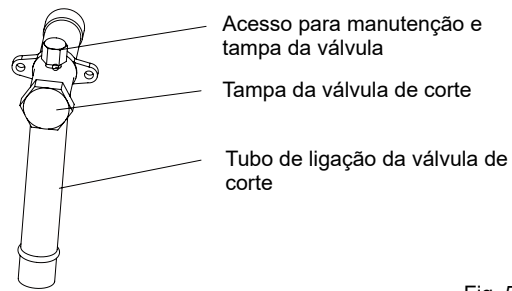 Acesso para manutenção e
tampa da válvula
Tampa da válvula de corte
Tubo de ligação da válvula de
corte